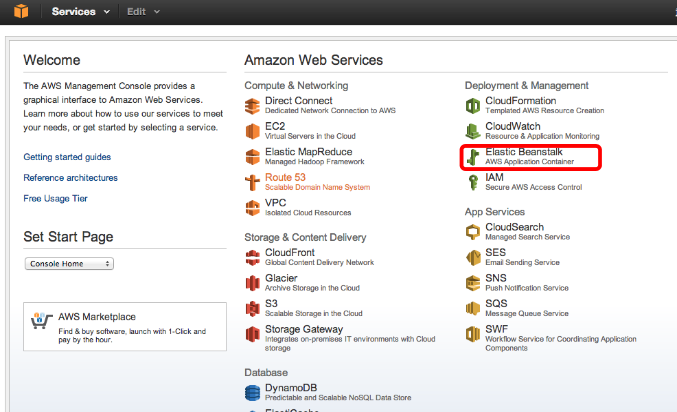 Services
Edit
Welcome
The AWS Management Console provides a
graphical interface to Amazon Web Services.
Learn more about how to use our services to meet
your needs, or get started by selecting a service.
Getting started guides
Reference architectures
Free Usage Tier
Set Start Page
Console Home
AWS Marketplace
Find & buy software, launch with 1-Click and
pay by the hour.
Amazon Web Services
Compute & Networking
Direct Connect
Dedicated Network Connection to AWS
EC2
Virtual Servers in the Cloud
Elastic MapReduce
Managed Hadoop Framework
Route 53
Scalable Domain Name System
VPC
Isolated Cloud Resources
Storage & Content Delivery
CloudFront
Global Content Delivery Network
Glacier
Archive Storage in the Cloud
S3
Scalable Storage in the Cloud
Storage Gateway
Integrates on-premises IT environments with Cloud
storage
Database
DynamoDB
Predictable and Scalable NoSQL Data Store
Deployment & Management
CloudFormation
Templated AWS Resource Creation
CloudWatch
Resource & Application Monitoring
Elastic Beanstalk
AWS Application Container
IAM
Secure AWS Access Control
App Services
CloudSearch
Managed Search Service
SES
Email Sending Service
SNS
Push Notification Service
SQS
Message Queue Service
SWF
Workflow Service for Coordinating Application
Components